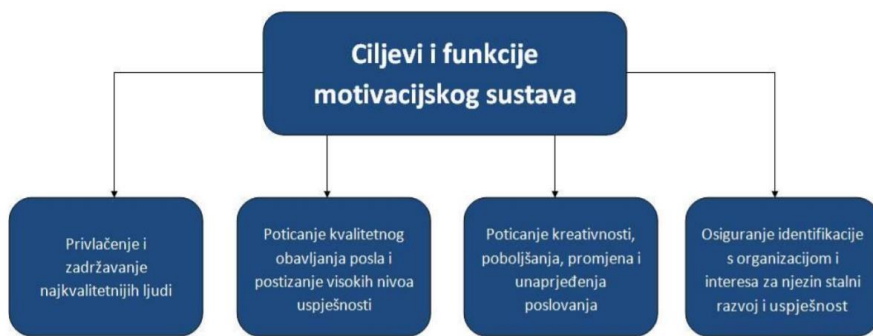 Ciljevi i funkcije
motivacijskog sustava
Privlačenje i
zadržavanje
najkvalitetnijih ljudi
Poticanje kvalitetnog
obavljanja posla i
postizanje visokih nivoa
uspješnosti
Poticanje kreativnosti,
poboljšanja, promjena i
unaprjeđenja
poslovanja
Osiguranje identifikacije
s organizacijom i
interesa za njezin stalni
razvoj i uspješnost